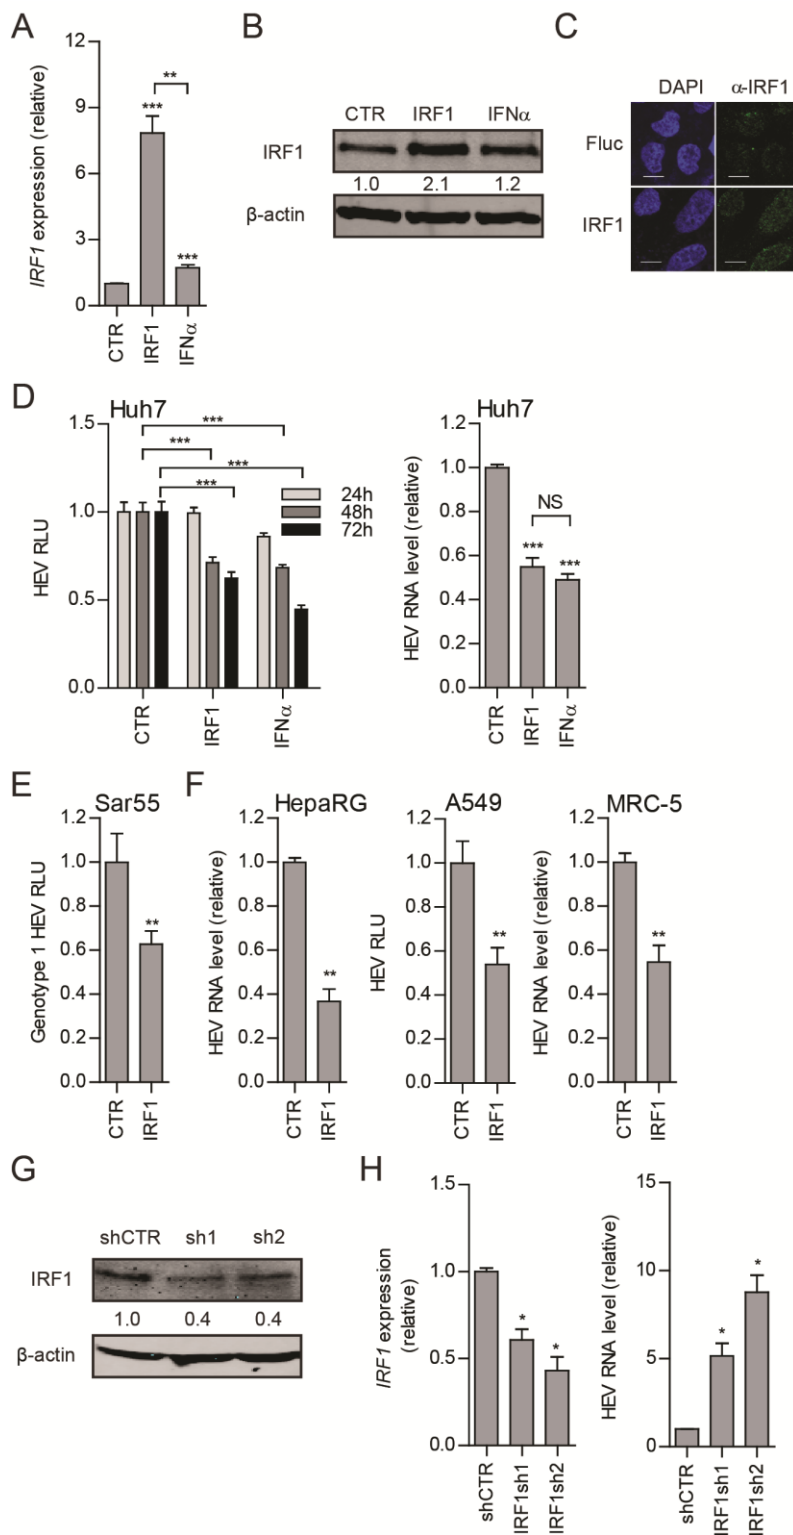 A
IRF1 expression (relative)
12
9
6
3
0
***
**
***
CTR
IRF1
IFNα
B
CTR IRF1 IFNα
IRF1
1.0 2.1 1.2
β-actin
C
DAPI α-IRF1
Fluc
IRF1
D
Huh7
HEV RLU
1.5
1.0
0.5
0.0
***
***
***
***
24h
48h
72h
CTR
IRF1
IFNα
Huh7
HEV RNA level (relative)
1.2
1.0
0.8
0.6
0.4
0.2
0.0
NS
***
***
CTR
IRF1
IFNα
E
Sar55
Genotype 1 HEV RLU
1.2
1.0
0.8
0.6
0.4
0.2
0.0
**
CTR
IRF1
F
HepaRG
HEV RNA level (relative)
1.2
1.0
0.8
0.6
0.4
0.2
0.0
**
CTR
IRF1
A549
HEV RLU
1.2
1.0
0.8
0.6
0.4
0.2
0.0
**
CTR
IRF1
MRC-5
HEV RNA level (relative)
1.2
1.0
0.8
0.6
0.4
0.2
0.0
**
CTR
IRF1
G
shCTR sh1 sh2
IRF1
1.0 0.4 0.4
β-actin
H
IRF1 expression
(relative)
1.5
1.0
0.5
0.0
*
*
shCTR
IRF1sh1
IRF1sh2
HEV RNA level (relative)
15
10
5
0
*
*
shCTR
IRF1sh1
IRF1sh2